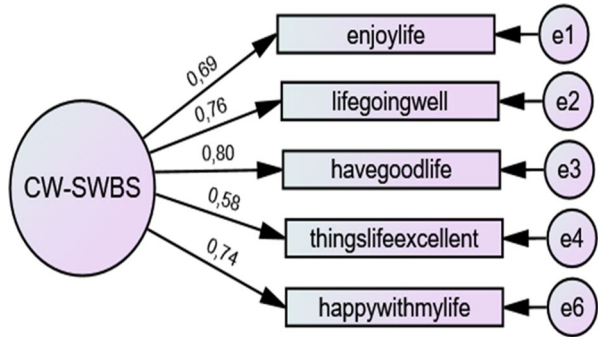 enjoylife
e1
0,69
lifegoingwell
e2
0,76
CW-SWBS
0,80
havegoodlife
e3
0,58
thingslifeexcellent
e4
0,74
happywithmylife
e6